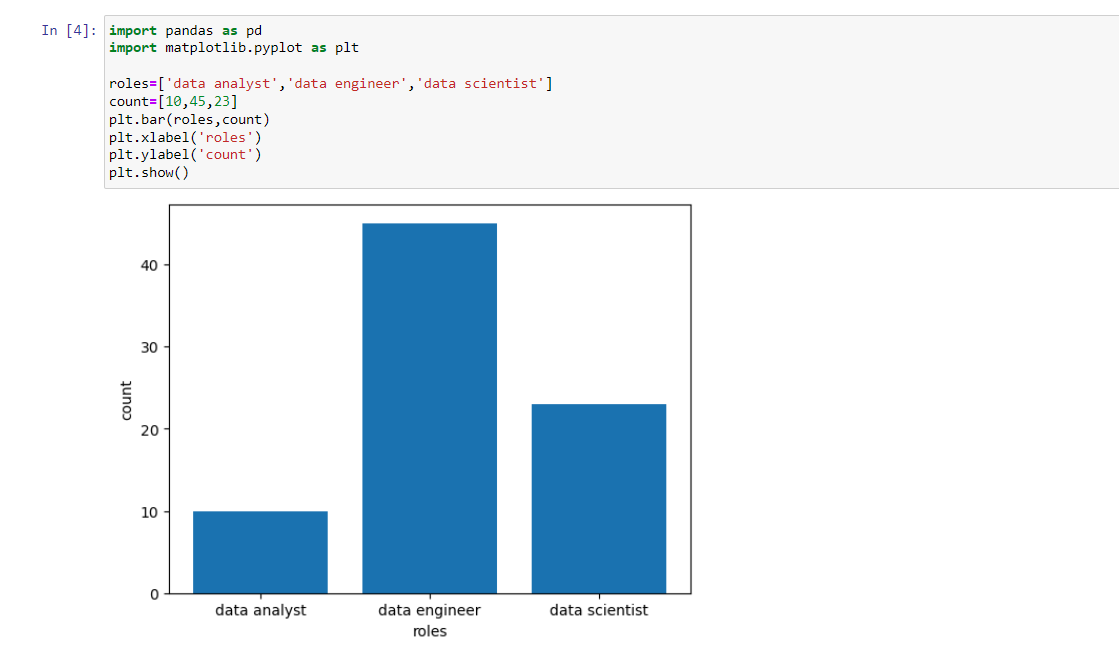 In [4]: import pandas as pd
import matplotlib.pyplot as plt
roles=['data analyst','data engineer','data scientist']
count=[10,45,23]
plt.bar(roles,count)
plt.xlabel('roles')
plt.ylabel('count')
plt.show()
40
30
20
10
0
count
data analyst data engineer data scientist
roles